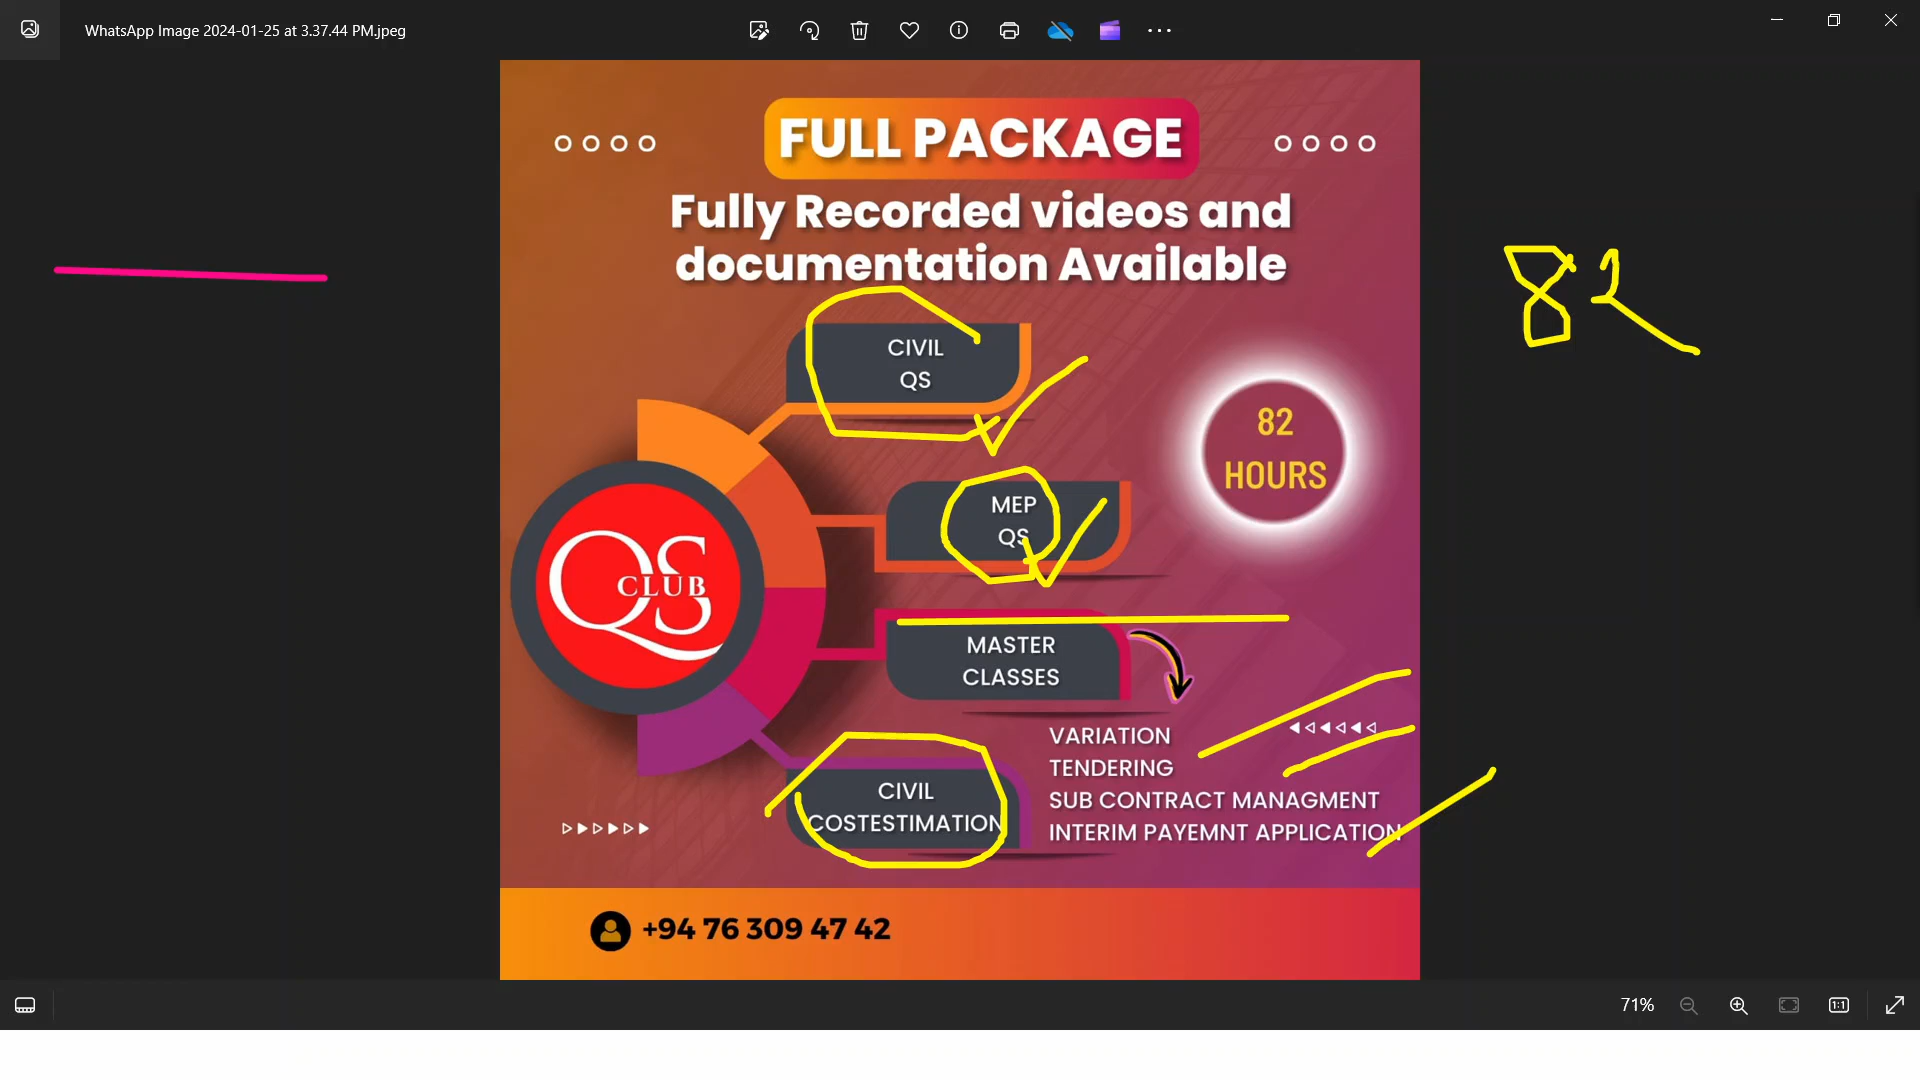 WhatsApp Image 2024-01-25 at 3.37.44 PM.jpeg
FULL PACKAGE
Fully Recorded videos and
documentation Available
82
CIVIL
QS
82
HOURS
MEP
QS
QS
CLUB
MASTER
CLASSES
VARIATION
TENDERING
SUB CONTRACT MANAGMENT
INTERIM PAYEMNT APPLICATION
CIVIL
COSTESTIMATION
+94 76 309 47 42
71%
1:1